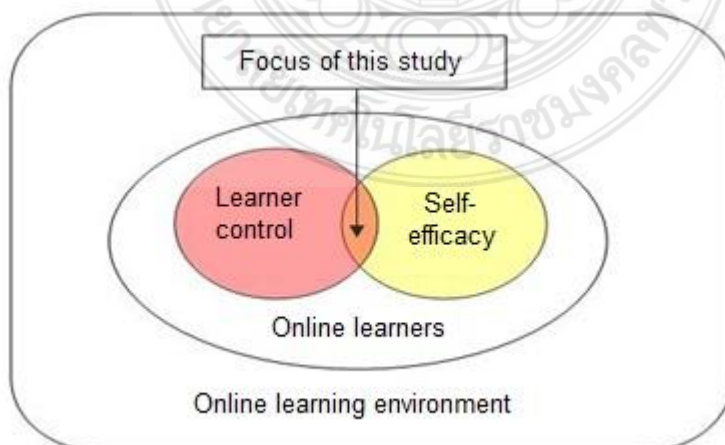 Focus of this study
Learner
control
Self-
efficacy
Online learners
Online learning environment